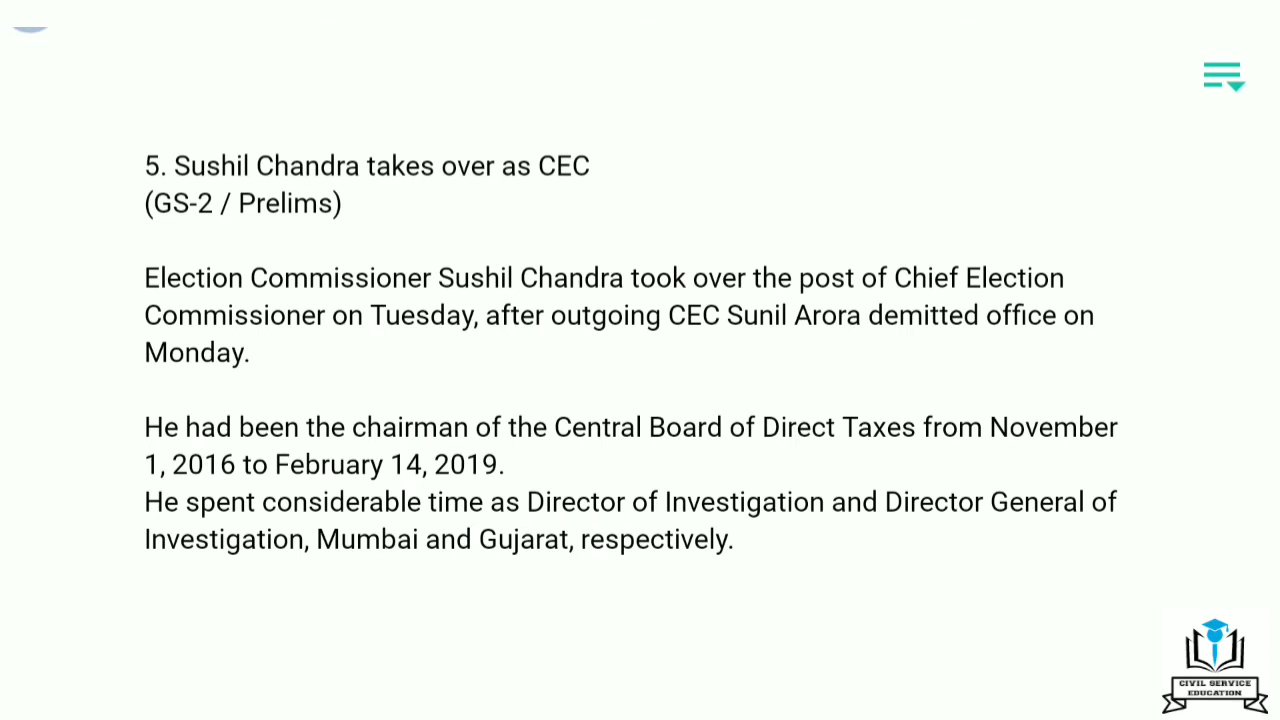 5. Sushil Chandra takes over as CEC
(GS-2 / Prelims)
Election Commissioner Sushil Chandra took over the post of Chief Election
Commissioner on Tuesday, after outgoing CEC Sunil Arora demitted office on
Monday.
He had been the chairman of the Central Board of Direct Taxes from November
1, 2016 to February 14, 2019.
He spent considerable time as Director of Investigation and Director General of
Investigation, Mumbai and Gujarat, respectively.
CIVIL SERVICE
EDUCATION